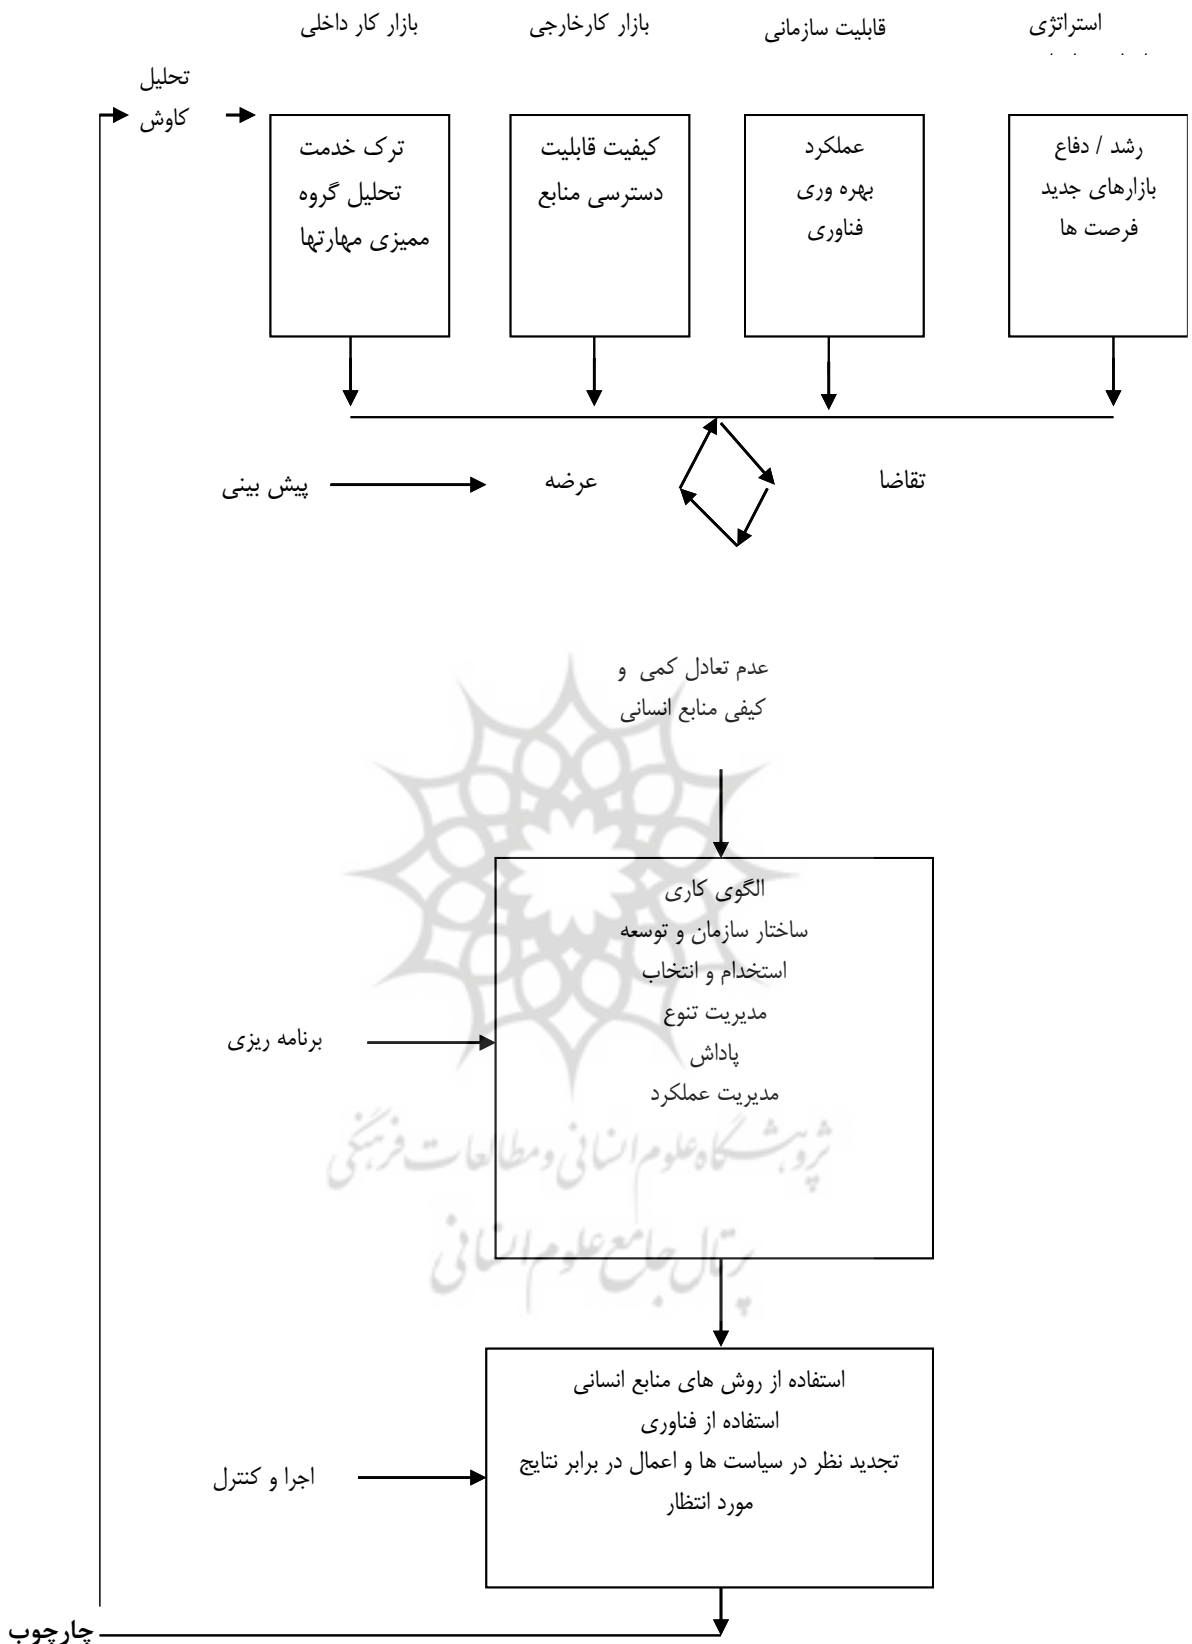 استراتژی
قابلیت سازمانی
بازار کارخارجی
بازار کار داخلی
تحلیل
کاوش
رشد / دفاع
بازارهای جدید
فرصت ها
عملکرد
بهره وری
فناوری
کیفیت قابلیت
دسترسی منابع
ترک خدمت
تحلیل گروه
ممیزی مهارتها
تقاضا
عرضه
پیش بینی
عدم تعادل کمی و
کیفی منابع انسانی
الگوی کاری
ساختار سازمان و توسعه
استخدام و انتخاب
مدیریت تنوع
پاداش
مدیریت عملکرد
برنامه ریزی
پژوهشگاه علوم انسانی و مطالعات فرهنگی
پرتال جامع علوم انسانی
استفاده از روش های منابع انسانی
استفاده از فناوری
تجدید نظر در سیاست ها و اعمال در برابر نتایج
مورد انتظار
اجرا و کنترل
چارچوب